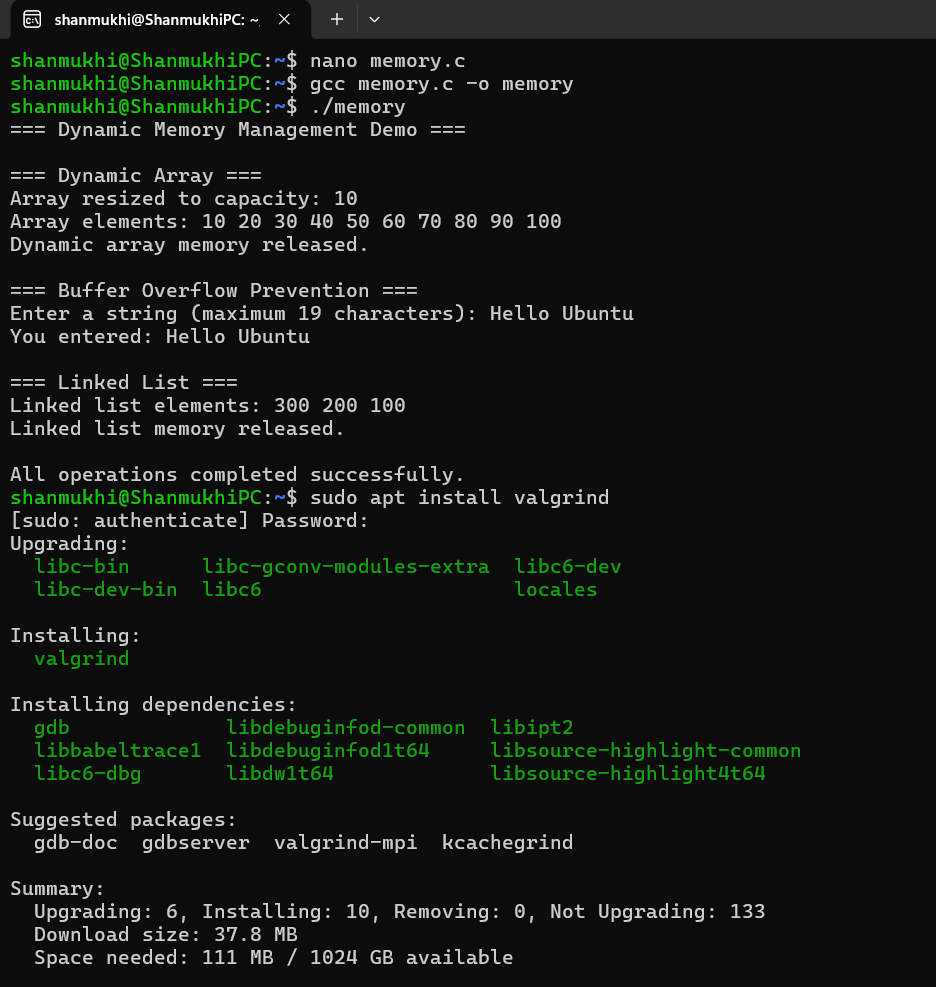 shanmukhi@ShanmukhiPC: ~
shanmukhi@ShanmukhiPC:~$ nano memory.c
shanmukhi@ShanmukhiPC:~$ gcc memory.c -o memory
shanmukhi@ShanmukhiPC:~$ ./memory
=== Dynamic Memory Management Demo ===

=== Dynamic Array ===
Array resized to capacity: 10
Array elements: 10 20 30 40 50 60 70 80 90 100
Dynamic array memory released.

=== Buffer Overflow Prevention ===
Enter a string (maximum 19 characters): Hello Ubuntu
You entered: Hello Ubuntu

=== Linked List ===
Linked list elements: 300 200 100
Linked list memory released.

All operations completed successfully.
shanmukhi@ShanmukhiPC:~$ sudo apt install valgrind
[sudo: authenticate] Password:
Upgrading:
  libc-bin      libc-gconv-modules-extra  libc6-dev
  libc-dev-bin  libc6                     locales

Installing:
  valgrind

Installing dependencies:
  gdb             libdebuginfod-common  libipt2
  libbabeltrace1  libdebuginfod1t64     libsource-highlight-common
  libc6-dbg       libdw1t64             libsource-highlight4t64

Suggested packages:
  gdb-doc  gdbserver  valgrind-mpi  kcachegrind

Summary:
  Upgrading: 6, Installing: 10, Removing: 0, Not Upgrading: 133
  Download size: 37.8 MB
  Space needed: 111 MB / 1024 GB available